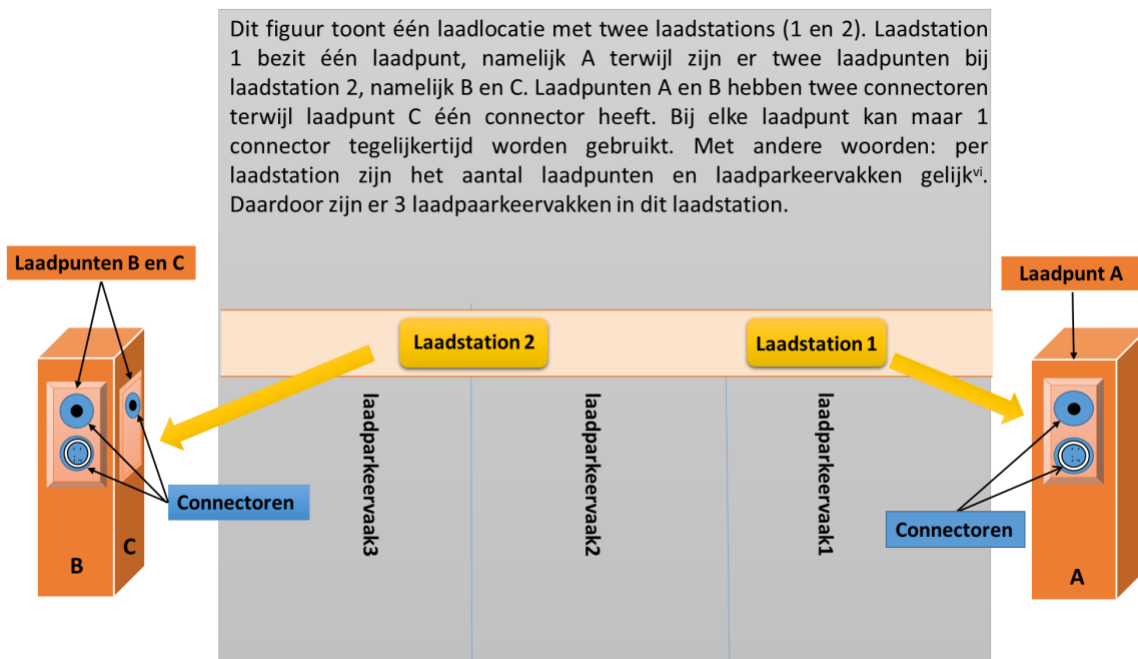 Dit figuur toont één laadlocatie met twee laadstations (1 en 2). Laadstation
1 bezit één laadpunt, namelijk A terwijl zijn er twee laadpunten bij
laadstation 2, namelijk B en C. Laadpunten A en B hebben twee connectoren
terwijl laadpunt C één connector heeft. Bij elke laadpunt kan maar 1
connector tegelijkertijd worden gebruikt. Met andere woorden: per
laadstation zijn het aantal laadpunten en laadparkeervakken gelijkᵛⁱ.
Daardoor zijn er 3 laadpaarkeervakken in dit laadstation.
Laadpunten B en C
Laadpunt A
Laadstation 2
Laadstation 1
laadparkeervaak3
laadparkeervaak2
laadparkeervaak1
Connectoren
Connectoren
B
C
A